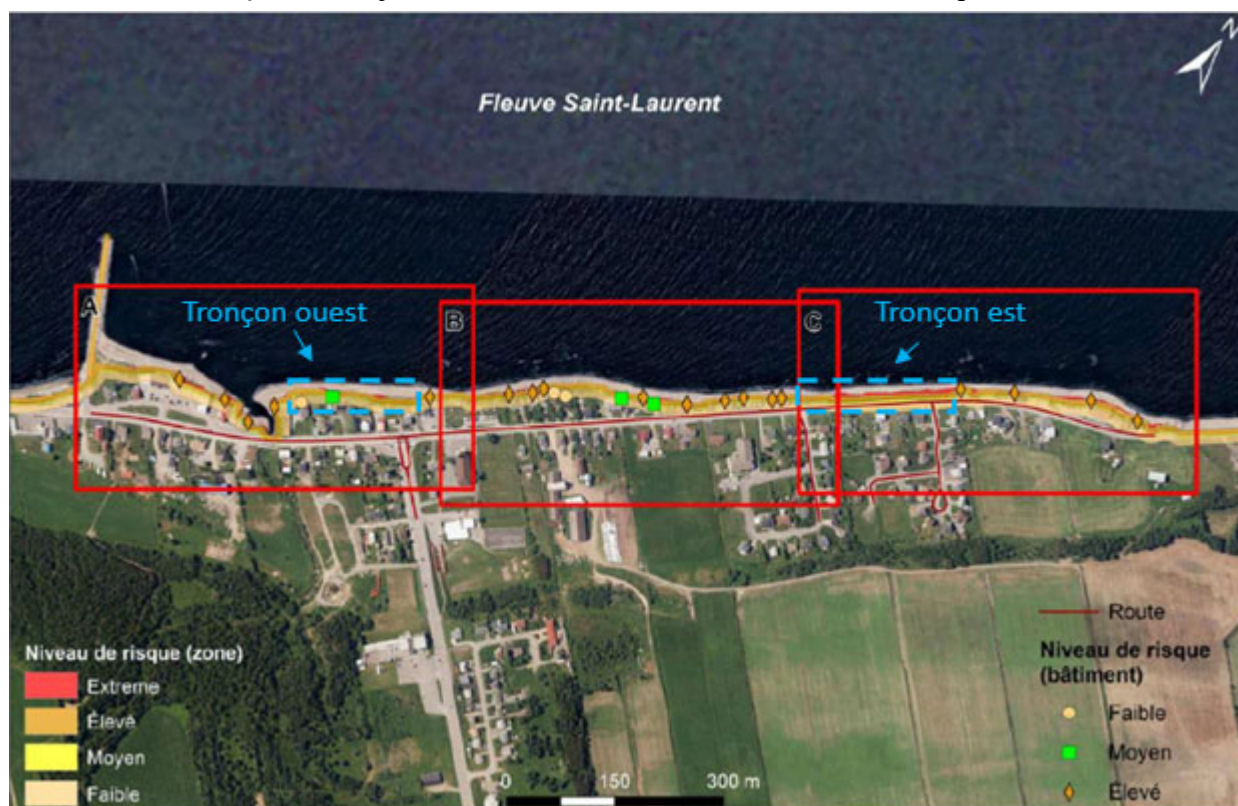 N
Fleuve Saint-Laurent
A
Tronçon ouest
B
C
Tronçon est
Niveau de risque (zone)
Extreme
Élevé
Moyen
Faible
0 150 300 m
Route
Niveau de risque
(bâtiment)
Faible
Moyen
Élevé